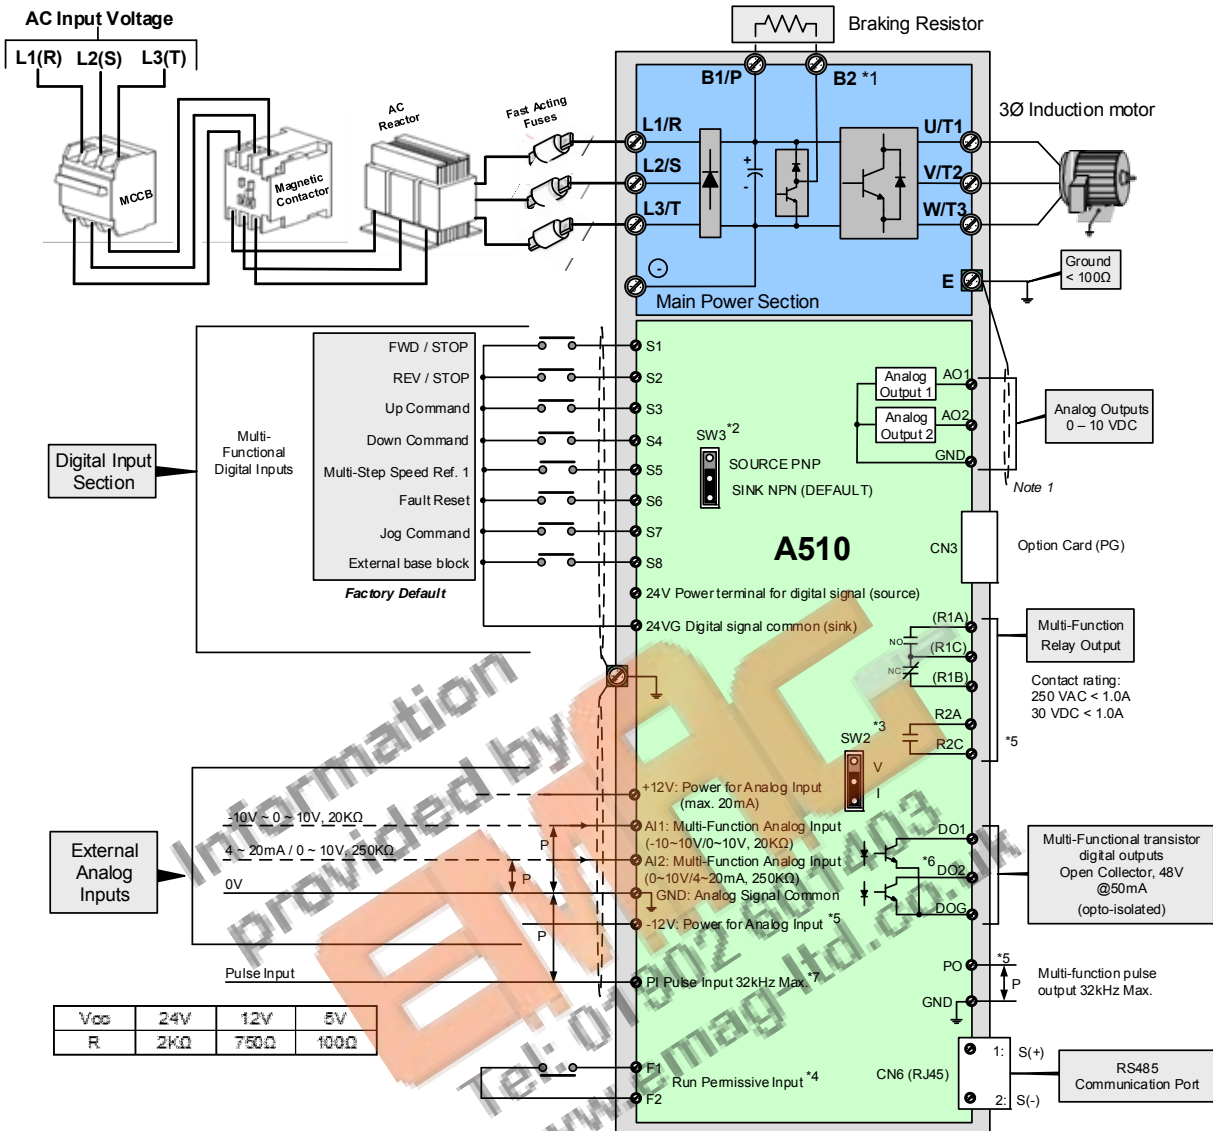 AC Input Voltage
L1(R) L2(S) L3(T)
MCCB
Magnetic
Contactor
AC
Reactor
Fast Acting
Fuses
Braking Resistor
B1/P
B2 *1
L1/R
L2/S
L3/T
+
-
-
U/T1
V/T2
W/T3
E
Main Power Section
3Ø Induction motor
Ground
< 100Ω
Digital Input
Section
Multi-
Functional
Digital Inputs
FWD / STOP
REV / STOP
Up Command
Down Command
Multi-Step Speed Ref. 1
Fault Reset
Jog Command
External base block
Factory Default
S1
S2
S3
S4
S5
S6
S7
S8
24V Power terminal for digital signal (source)
24VG Digital signal common (sink)
SW3 *2
SOURCE PNP
SINK NPN (DEFAULT)
A510
Analog
Output 1
AO1
Analog
Output 2
AO2
GND
Analog Outputs
0 – 10 VDC
Note 1
CN3
Option Card (PG)
(R1A)
NO
(R1C)
NC
(R1B)
R2A
R2C
*5
Multi-Function
Relay Output
Contact rating:
250 VAC < 1.0A
30 VDC < 1.0A
SW2 *3
V
I
External
Analog
Inputs
-10V ~ 0 ~ 10V, 20KΩ
4 ~ 20mA / 0 ~ 10V, 250KΩ
0V
Pulse Input
P
P
P
+12V: Power for Analog Input
(max. 20mA)
AI1: Multi-Function Analog Input
(-10~10V/0~10V, 20KΩ)
AI2: Multi-Function Analog Input
(0~10V/4~20mA, 250KΩ)
GND: Analog Signal Common
-12V: Power for Analog Input *5
PI Pulse Input 32kHz Max. *7
DO1
*6
DO2
DOG
Multi-Functional transistor
digital outputs
Open Collector, 48V
@50mA
(opto-isolated)
PO
*5
P
GND
Multi-function pulse
output 32kHz Max.
Vcc 24V 12V 5V
R 2KΩ 750Ω 100Ω
F1
Run Permissive Input *4
F2
CN6 (RJ45)
1: S(+)
2: S(-)
RS485
Communication Port
Information
provided by
EMAG
Tel: 01902 601403
www.emag-ltd.co.uk